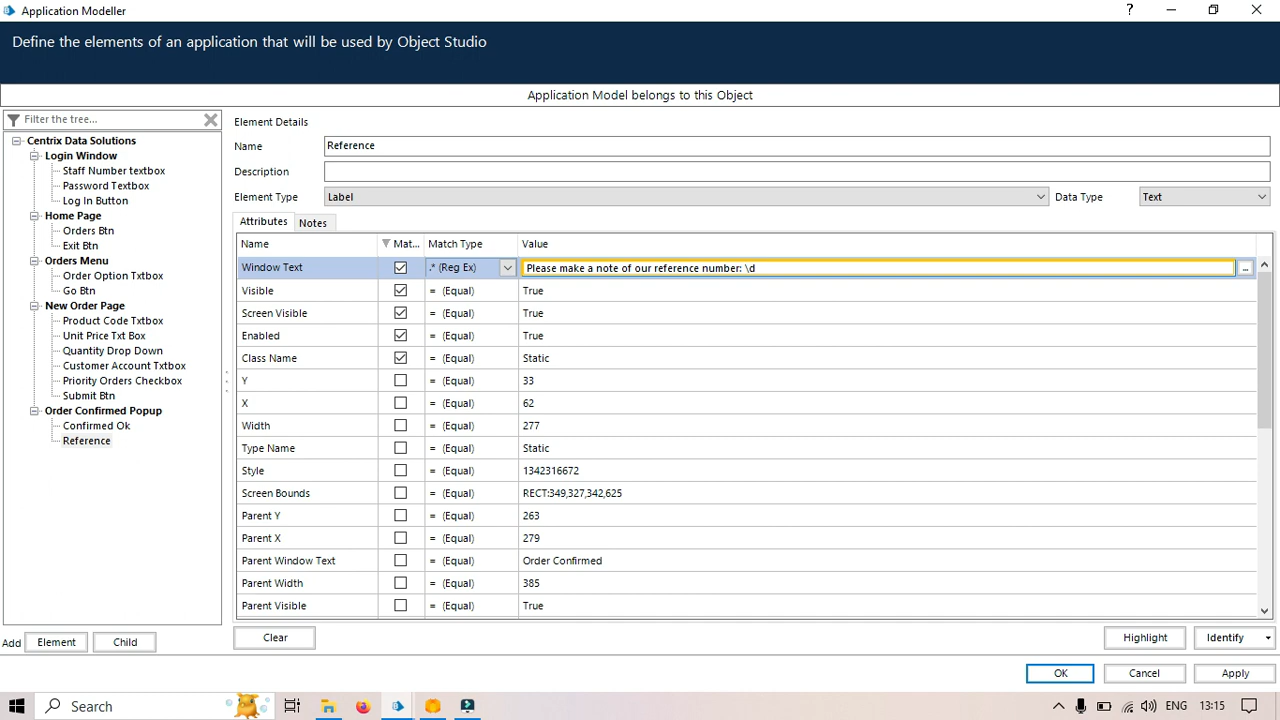 Application Modeller
?
Define the elements of an application that will be used by Object Studio
Application Model belongs to this Object
Filter the tree...
Centrix Data Solutions
Login Window
Staff Number textbox
Password Textbox
Log In Button
Home Page
Orders Btn
Exit Btn
Orders Menu
Order Option Txtbox
Go Btn
New Order Page
Product Code Txtbox
Unit Price Txt Box
Quantity Drop Down
Customer Account Txtbox
Priority Orders Checkbox
Submit Btn
Order Confirmed Popup
Confirmed Ok
Reference
Add Element Child
Element Details
Name Reference
Description
Element Type Label Data Type Text
Attributes Notes
Name Mat... Match Type Value
Window Text .* (Reg Ex) Please make a note of our reference number: \d ...
Visible = (Equal) True
Screen Visible = (Equal) True
Enabled = (Equal) True
Class Name = (Equal) Static
Y = (Equal) 33
X = (Equal) 62
Width = (Equal) 277
Type Name = (Equal) Static
Style = (Equal) 1342316672
Screen Bounds = (Equal) RECT:349,327,342,625
Parent Y = (Equal) 263
Parent X = (Equal) 279
Parent Window Text = (Equal) Order Confirmed
Parent Width = (Equal) 385
Parent Visible = (Equal) True
Clear Highlight Identify
OK Cancel Apply
Search ENG 13:15